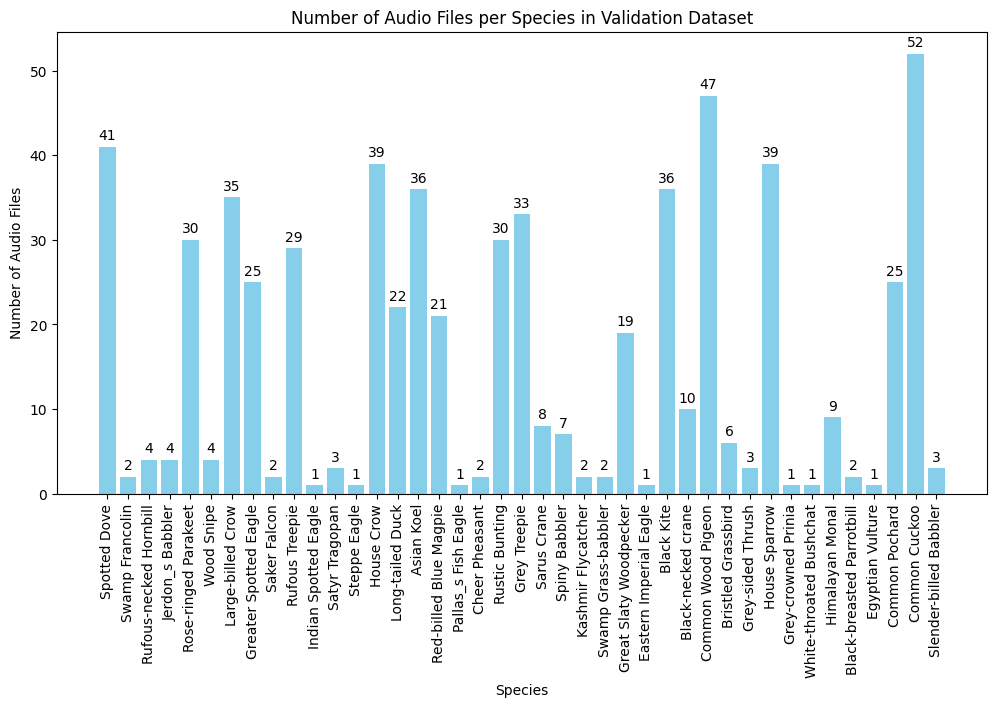 Number of Audio Files per Species in Validation Dataset
Number of Audio Files
50
40
30
20
10
0
41
2
4
4
30
4
35
25
2
29
1
3
1
39
22
36
21
1
2
30
33
8
7
2
2
19
1
36
10
47
6
3
39
1
1
9
2
1
25
52
3
Spotted Dove
Swamp Francolin
Rufous-necked Hornbill
Jerdon_s Babbler
Rose-ringed Parakeet
Wood Snipe
Large-billed Crow
Greater Spotted Eagle
Saker Falcon
Rufous Treepie
Indian Spotted Eagle
Satyr Tragopan
Steppe Eagle
House Crow
Long-tailed Duck
Asian Koel
Red-billed Blue Magpie
Pallas_s Fish Eagle
Cheer Pheasant
Rustic Bunting
Grey Treepie
Sarus Crane
Spiny Babbler
Kashmir Flycatcher
Swamp Grass-babbler
Great Slaty Woodpecker
Eastern Imperial Eagle
Black Kite
Black-necked crane
Common Wood Pigeon
Bristled Grassbird
Grey-sided Thrush
House Sparrow
Grey-crowned Prinia
White-throated Bushchat
Himalayan Monal
Black-breasted Parrotbill
Egyptian Vulture
Common Pochard
Common Cuckoo
Slender-billed Babbler
Species